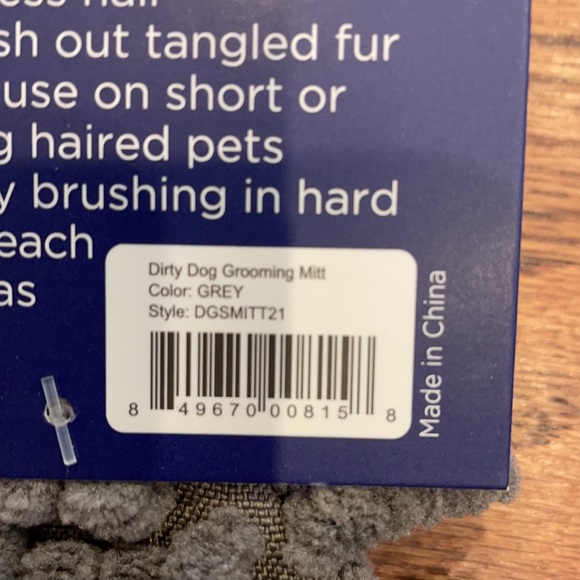 sh out tangled fur
use on short or
g haired pets
y brushing in hard
each
as
Dirty Dog Grooming Mitt
Color: GREY
Style: DGSMITT21
8 49670 00815 8
Made in China